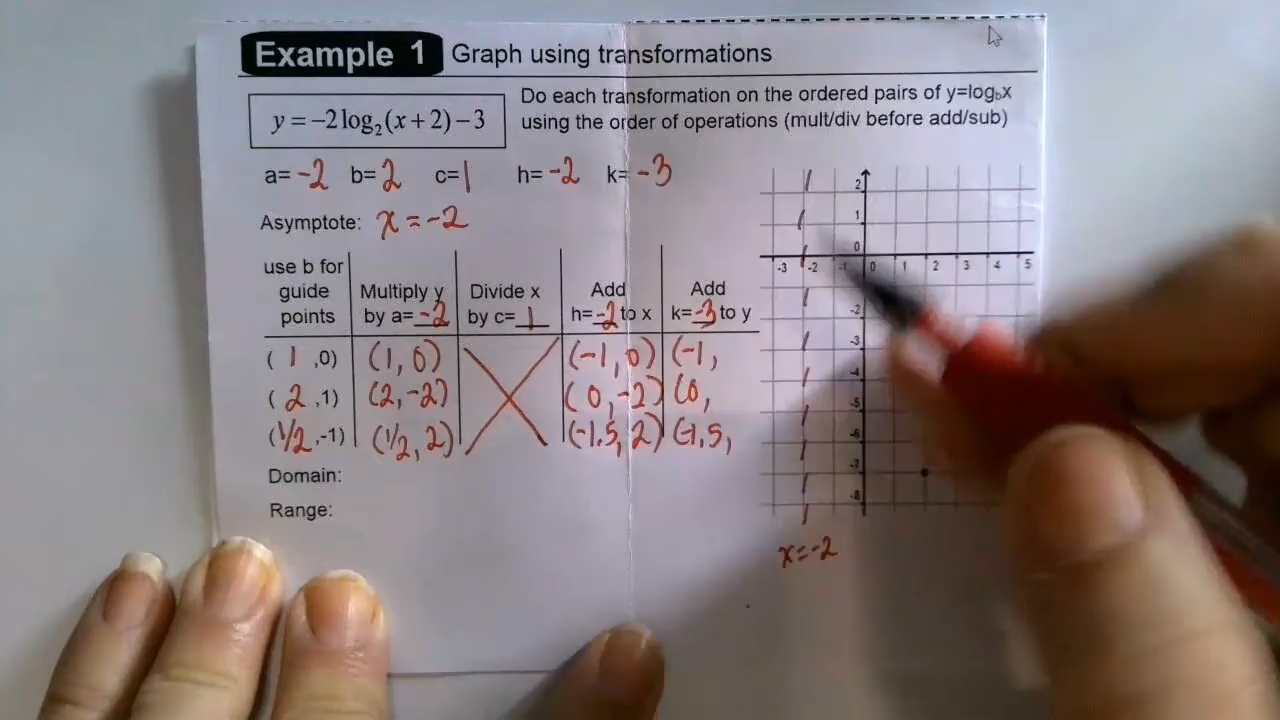 Example 1 Graph using transformations
y = −2log₂(x + 2) − 3
Do each transformation on the ordered pairs of y=log_b x
using the order of operations (mult/div before add/sub)
a= -2 b= 2 c= 1 h= -2 k= -3
Asymptote: x = -2
use b for guide points | Multiply y by a= -2 | Divide x by c= 1 | Add h= -2 to x | Add k= -3 to y
( 1 ,0) | (1, 0) | (-1, 0) | (-1,
( 2 ,1) | (2, -2) | (0, -2) | (0,
(1/2 ,-1) | (1/2, 2) | (-1.5, 2) | (-1.5,
Domain:
Range:
2
1
0
-3 -2 -1 0 1 2 3 4 5
-2
-3
-4
-5
-6
-7
-8
x=-2